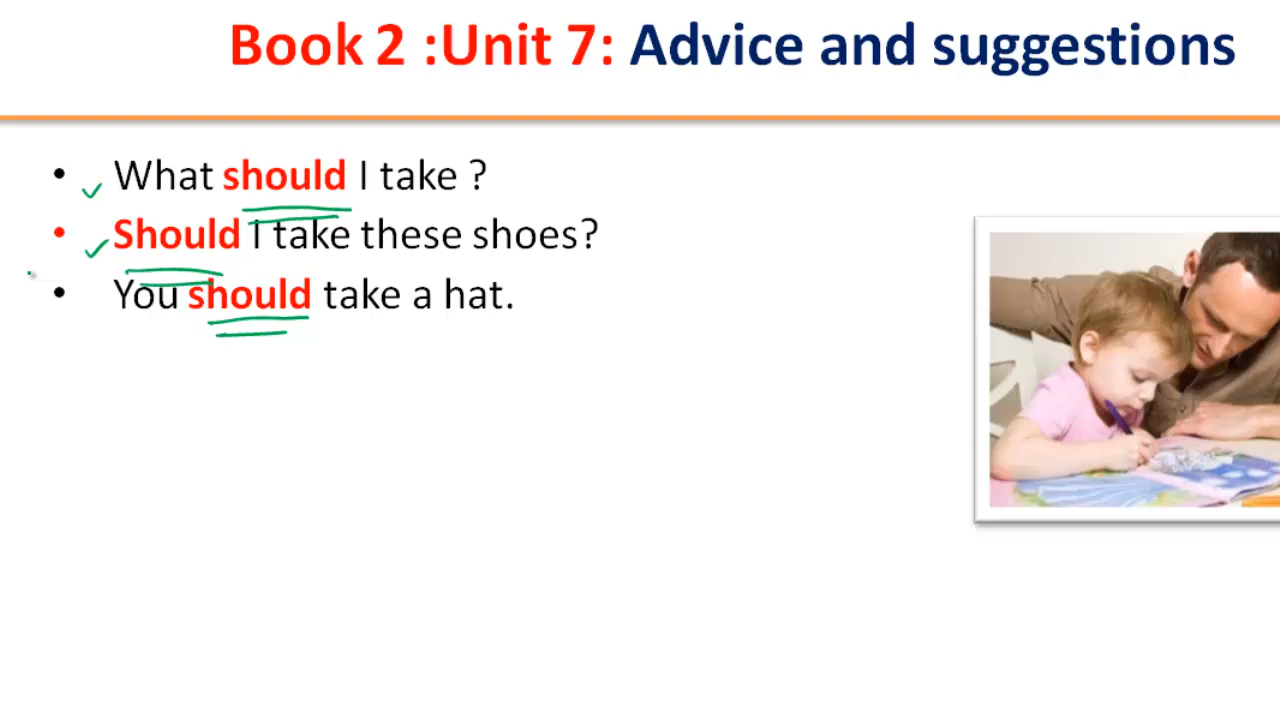 Book 2 :Unit 7: Advice and suggestions
• What should I take ?
• Should I take these shoes?
• You should take a hat.